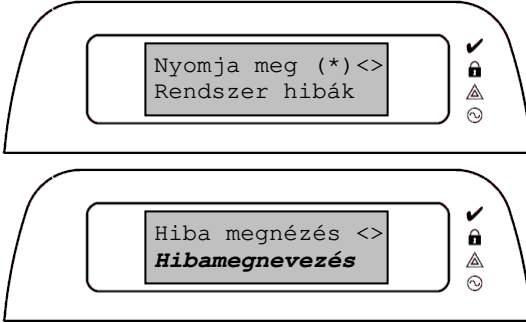 Nyomja meg (*)<>
Rendszer hibák
Hiba megnézés <>
Hibamegnevezés